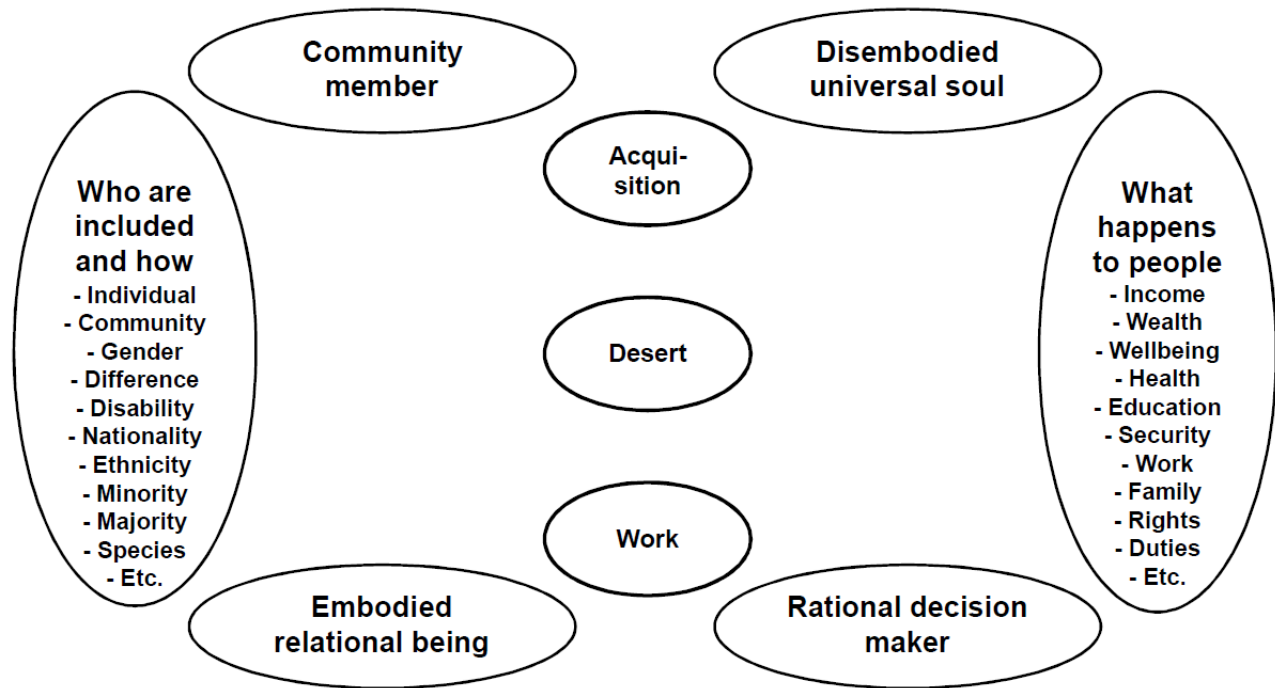 Community
member
Disembodied
universal soul
Acqui-
sition
Who are
included
and how
- Individual
- Community
- Gender
- Difference
- Disability
- Nationality
- Ethnicity
- Minority
- Majority
- Species
- Etc.
Desert
What
happens
to people
- Income
- Wealth
- Wellbeing
- Health
- Education
- Security
- Work
- Family
- Rights
- Duties
- Etc.
Work
Embodied
relational being
Rational decision
maker